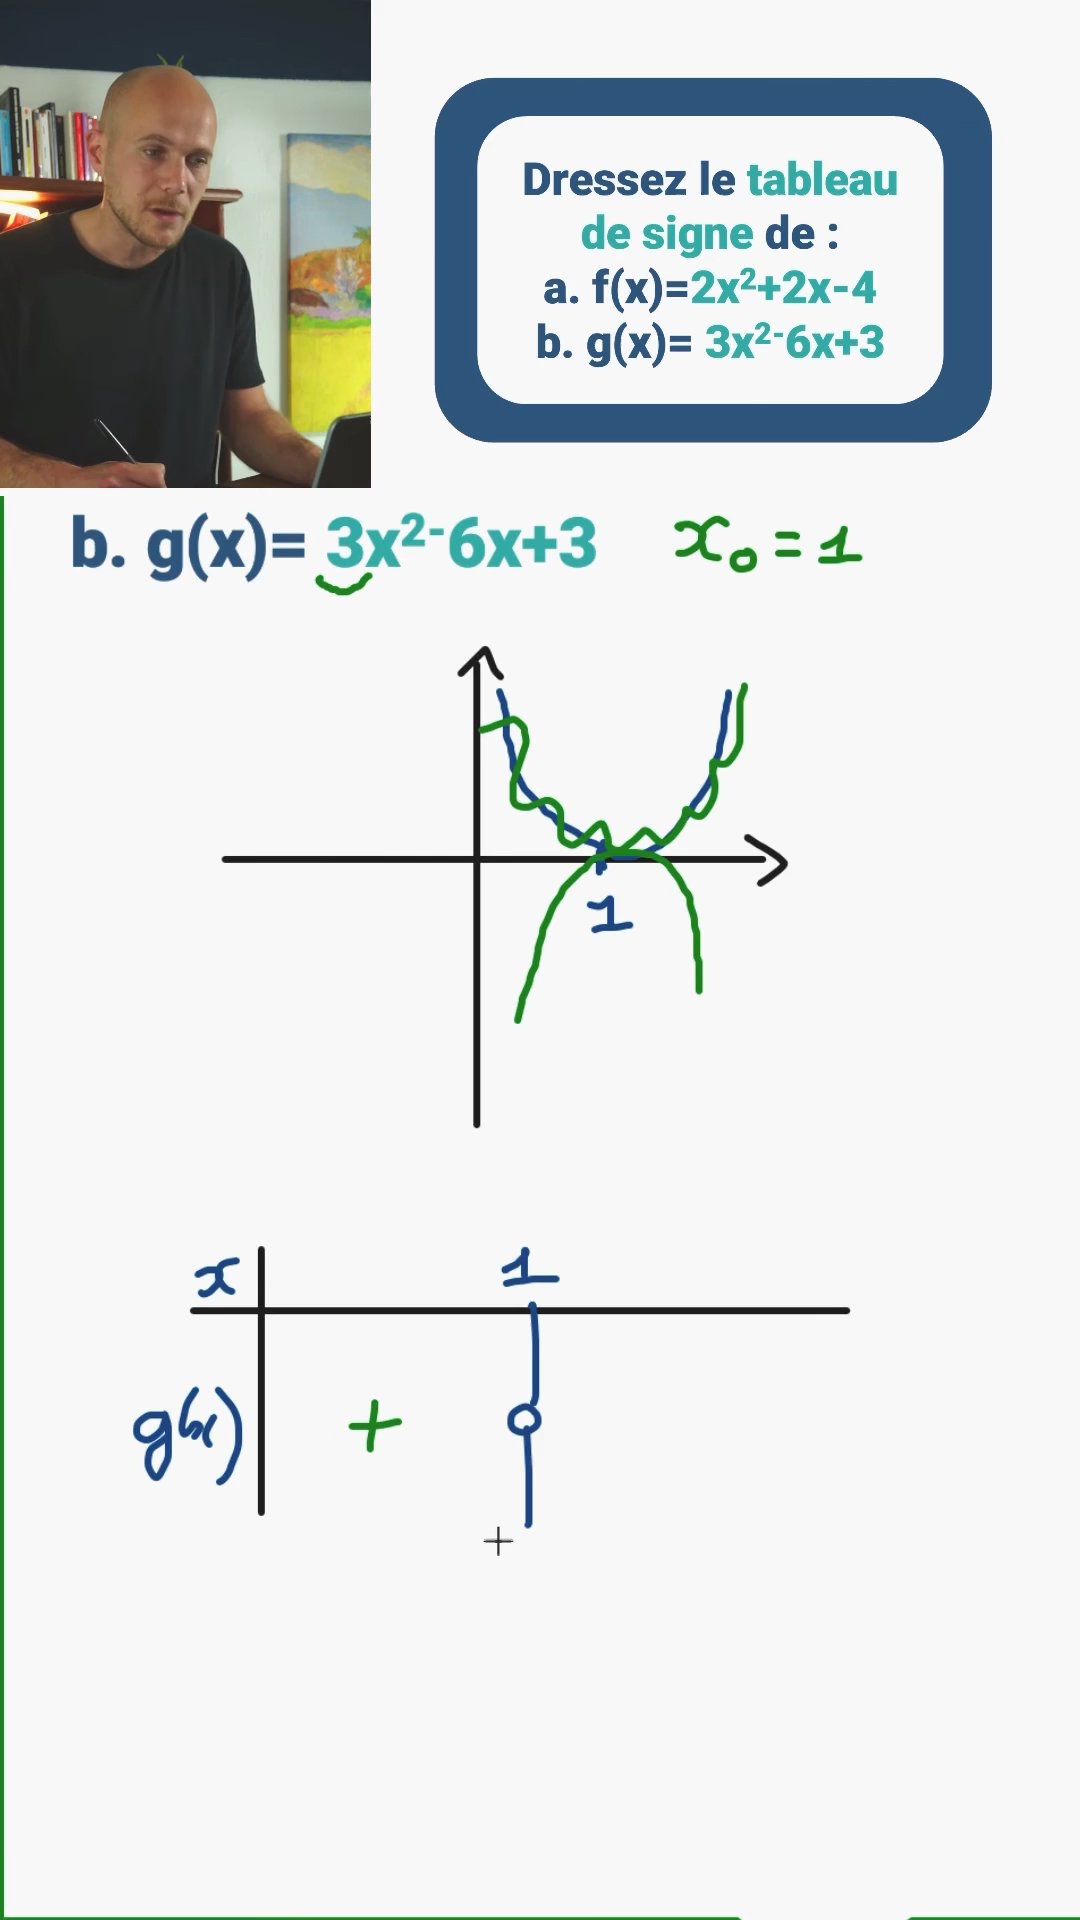 Dressez le tableau
de signe de :
a. f(x)=2x²+2x-4
b. g(x)= 3x²⁻6x+3
b. g(x)= 3x²⁻6x+3 x₀ = 1
1
x 1
g(x) +